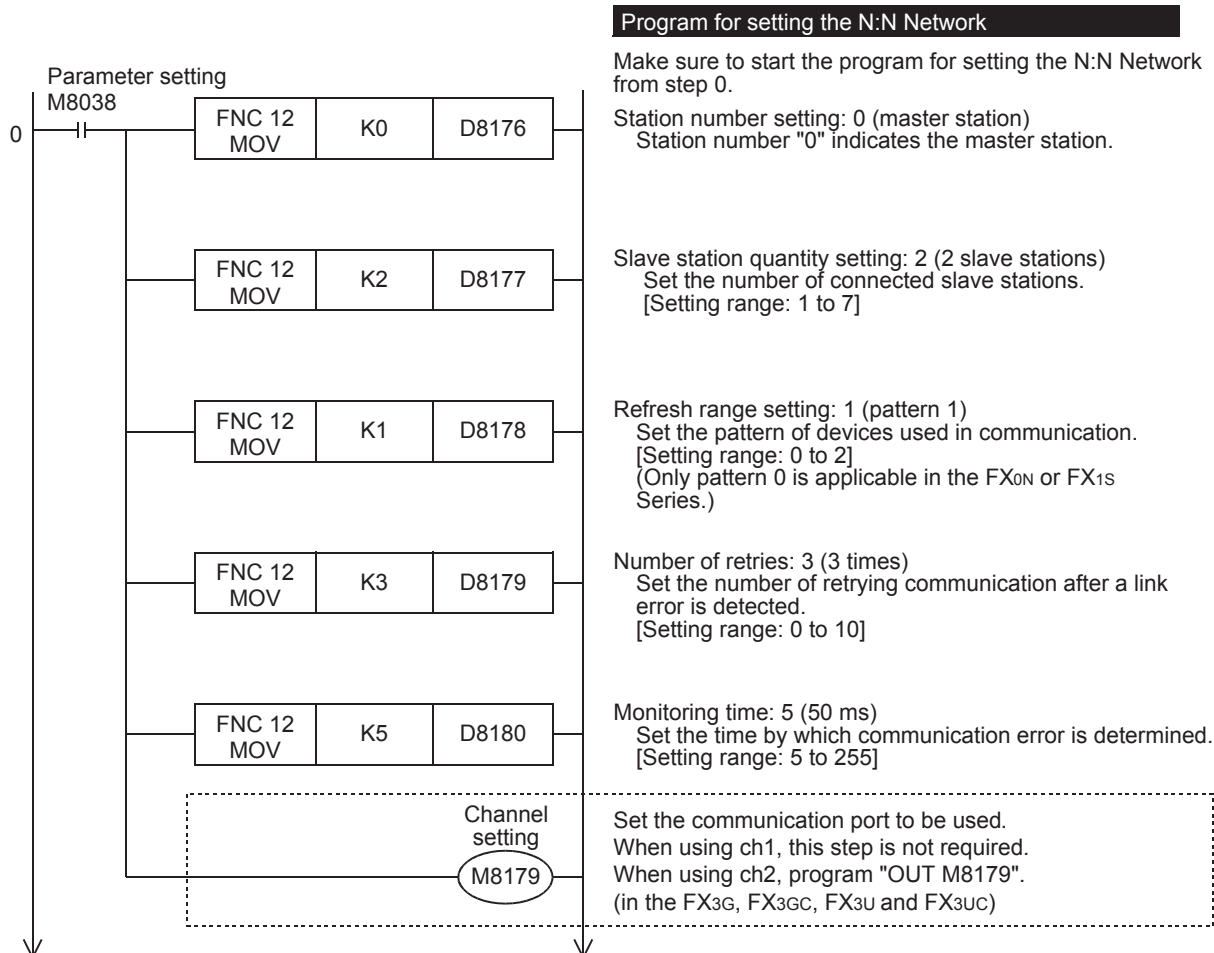 Program for setting the N:N Network
Make sure to start the program for setting the N:N Network
from step 0.
Parameter setting
M8038
0
FNC 12
MOV
K0
D8176
Station number setting: 0 (master station)
Station number "0" indicates the master station.
FNC 12
MOV
K2
D8177
Slave station quantity setting: 2 (2 slave stations)
Set the number of connected slave stations.
[Setting range: 1 to 7]
FNC 12
MOV
K1
D8178
Refresh range setting: 1 (pattern 1)
Set the pattern of devices used in communication.
[Setting range: 0 to 2]
(Only pattern 0 is applicable in the FX0N or FX1S
Series.)
FNC 12
MOV
K3
D8179
Number of retries: 3 (3 times)
Set the number of retrying communication after a link
error is detected.
[Setting range: 0 to 10]
FNC 12
MOV
K5
D8180
Monitoring time: 5 (50 ms)
Set the time by which communication error is determined.
[Setting range: 5 to 255]
Channel
setting
M8179
Set the communication port to be used.
When using ch1, this step is not required.
When using ch2, program "OUT M8179".
(in the FX3G, FX3GC, FX3U and FX3UC)